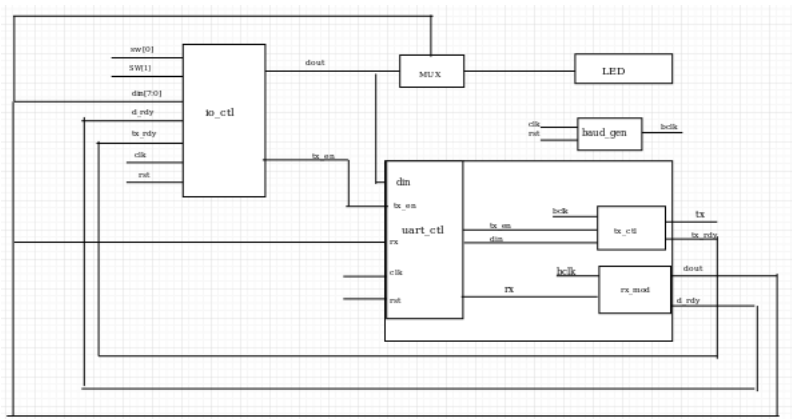 sw[0]
SW[1]
din[7:0]
d_rdy
tx_rdy
clk
rst
io_ctl
dout
tx_en
MUX
LED
clk
rst
baud_gen
bclk
din
tx_en
uart_ctl
rx
clk
rst
tx_en
din
rx
bclk
tx_ctl
tx
tx_rdy
bclk
rx_mod
dout
d_rdy